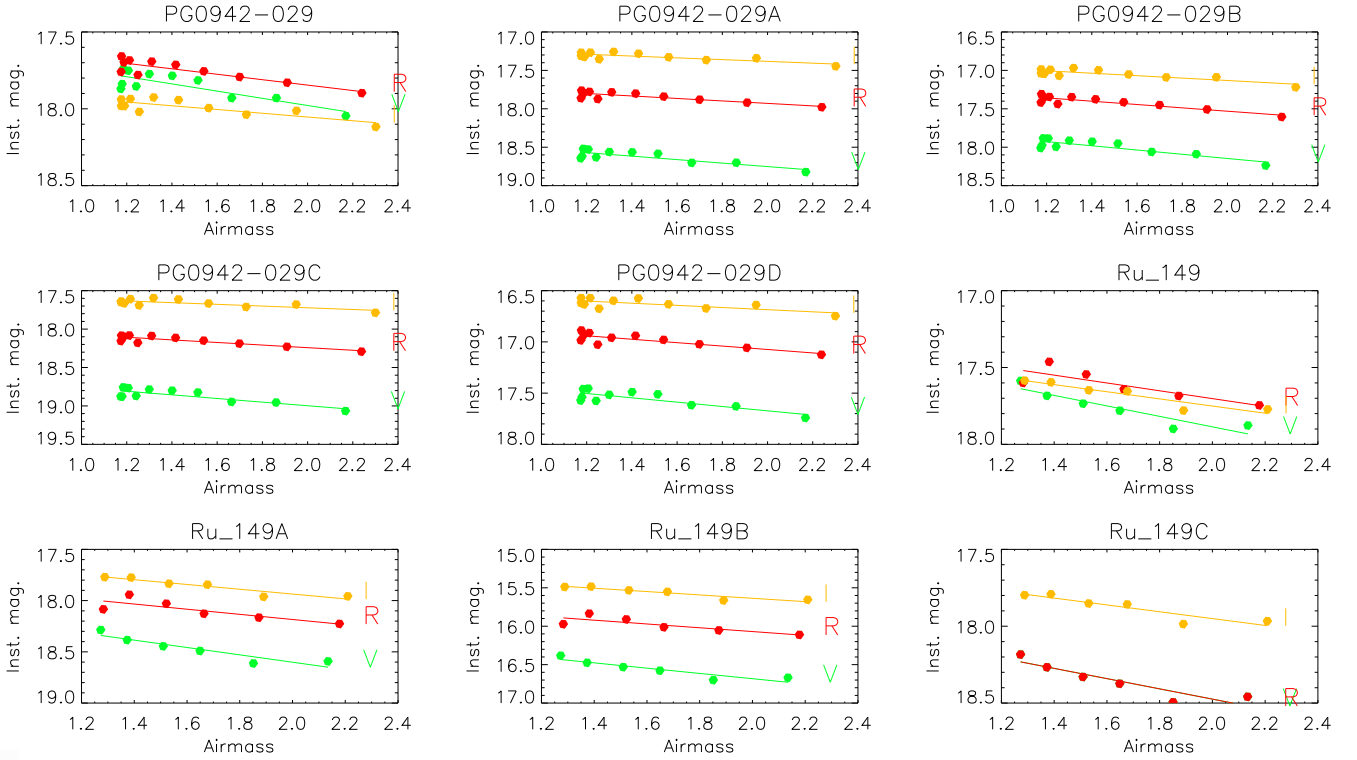 PG0942-029 PG0942-029A PG0942-029B
17.5 17.0 16.5
R I I
Inst. mag. 18.0 V Inst. mag. 17.5 Inst. mag. 17.0
I 18.0 R 17.5 R
18.5 18.0 V
18.5 19.0 V 18.5
1.0 1.2 1.4 1.6 1.8 2.0 2.2 2.4 1.0 1.2 1.4 1.6 1.8 2.0 2.2 2.4 1.0 1.2 1.4 1.6 1.8 2.0 2.2 2.4
Airmass Airmass Airmass
PG0942-029C PG0942-029D Ru_149
17.5 I 16.5 I 17.0
Inst. mag. 18.0 R Inst. mag. 17.0 R Inst. mag. 17.5
18.5 17.5 R
19.0 V V I
19.5 18.0 18.0 V
1.0 1.2 1.4 1.6 1.8 2.0 2.2 2.4 1.0 1.2 1.4 1.6 1.8 2.0 2.2 2.4 1.2 1.4 1.6 1.8 2.0 2.2 2.4
Airmass Airmass Airmass
Ru_149A Ru_149B Ru_149C
17.5 15.0 17.5
Inst. mag. 18.0 I Inst. mag. 15.5 I Inst. mag. 18.0 I
R 16.0 R
18.5 V 16.5 V
19.0 17.0 18.5 R V
1.2 1.4 1.6 1.8 2.0 2.2 2.4 1.2 1.4 1.6 1.8 2.0 2.2 2.4 1.2 1.4 1.6 1.8 2.0 2.2 2.4
Airmass Airmass Airmass